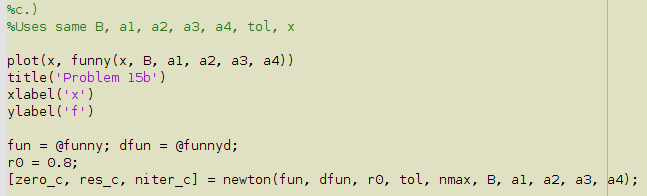 %c.)
%Uses same B, a1, a2, a3, a4, tol, x
plot(x, funny(x, B, a1, a2, a3, a4))
title('Problem 15b')
xlabel('x')
ylabel('f')
fun = @funny; dfun = @funnyd;
r0 = 0.8;
[zero_c, res_c, niter_c] = newton(fun, dfun, r0, tol, nmax, B, a1, a2, a3, a4);